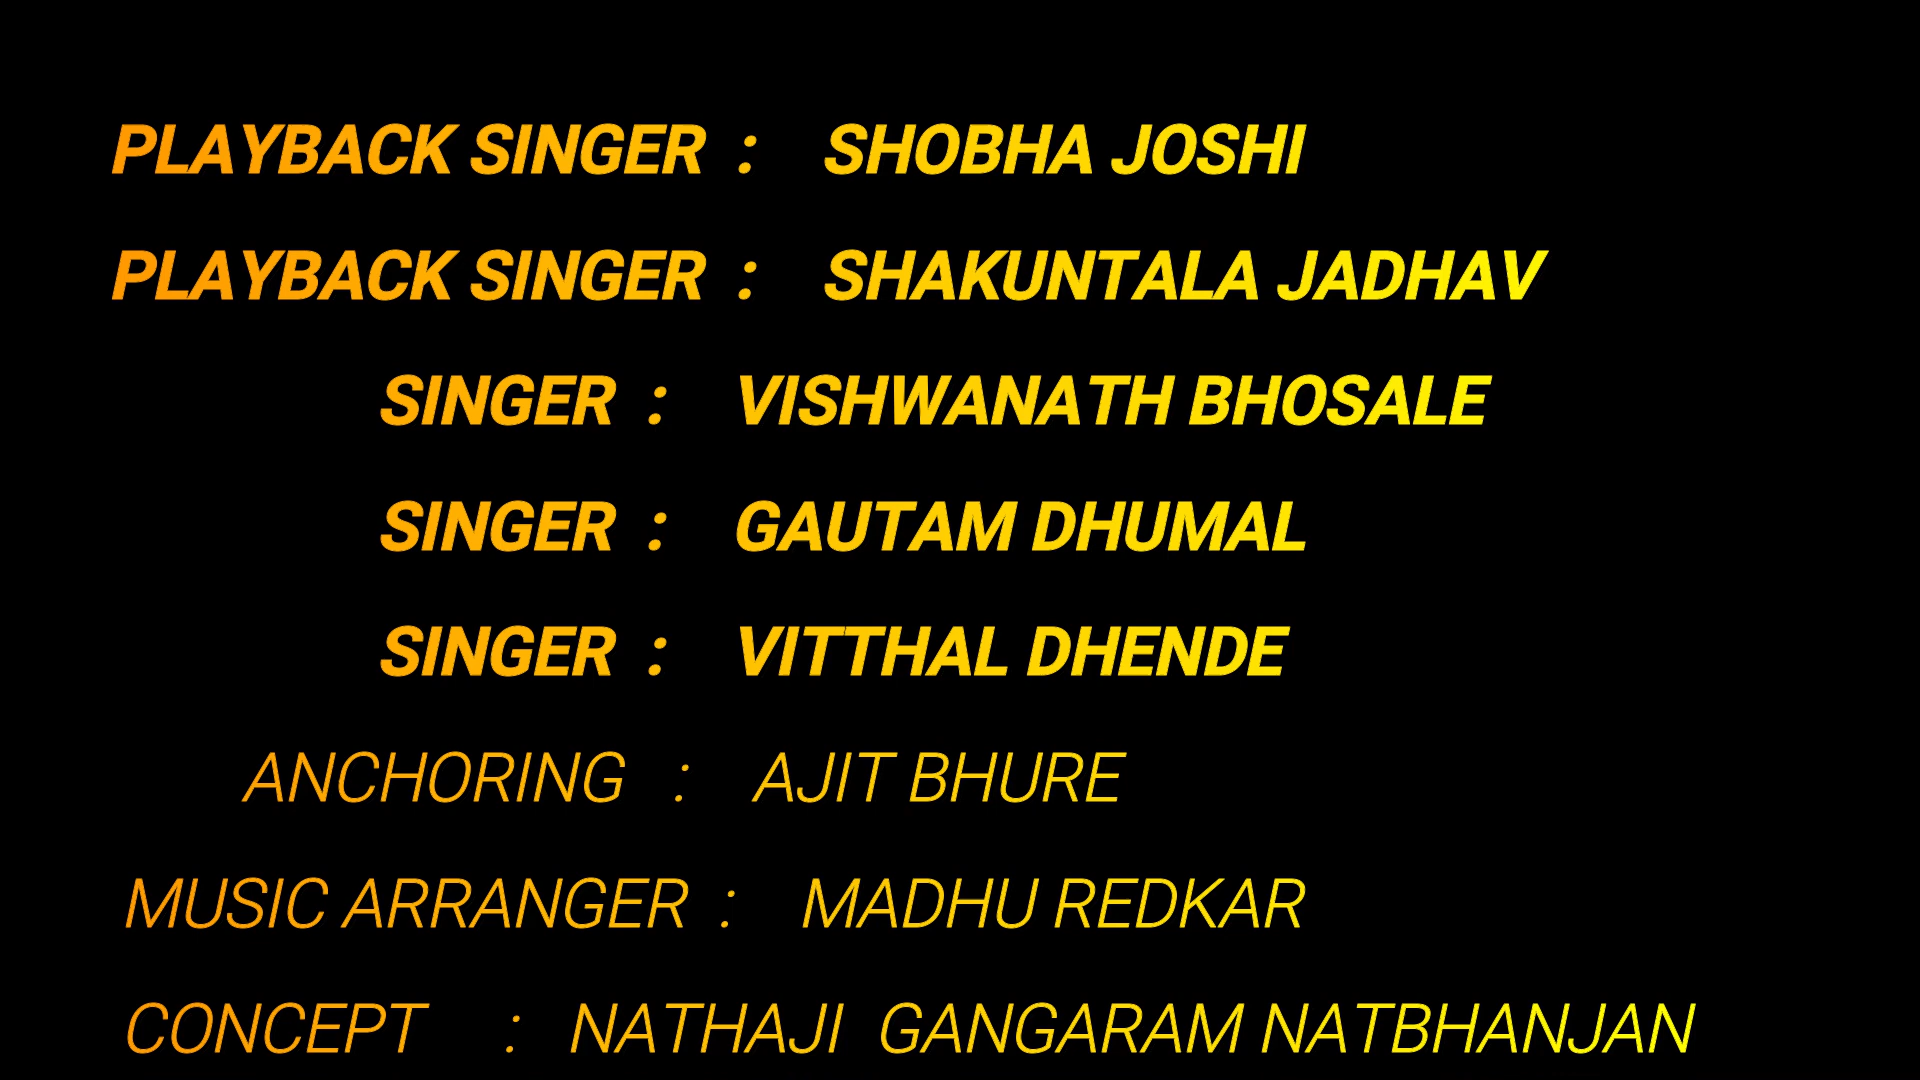 PLAYBACK SINGER : SHOBHA JOSHI
PLAYBACK SINGER : SHAKUNTALA JADHAV
SINGER : VISHWANATH BHOSALE
SINGER : GAUTAM DHUMAL
SINGER : VITTHAL DHENDE
ANCHORING : AJIT BHURE
MUSIC ARRANGER : MADHU REDKAR
CONCEPT : NATHAJI GANGARAM NATBHANJAN